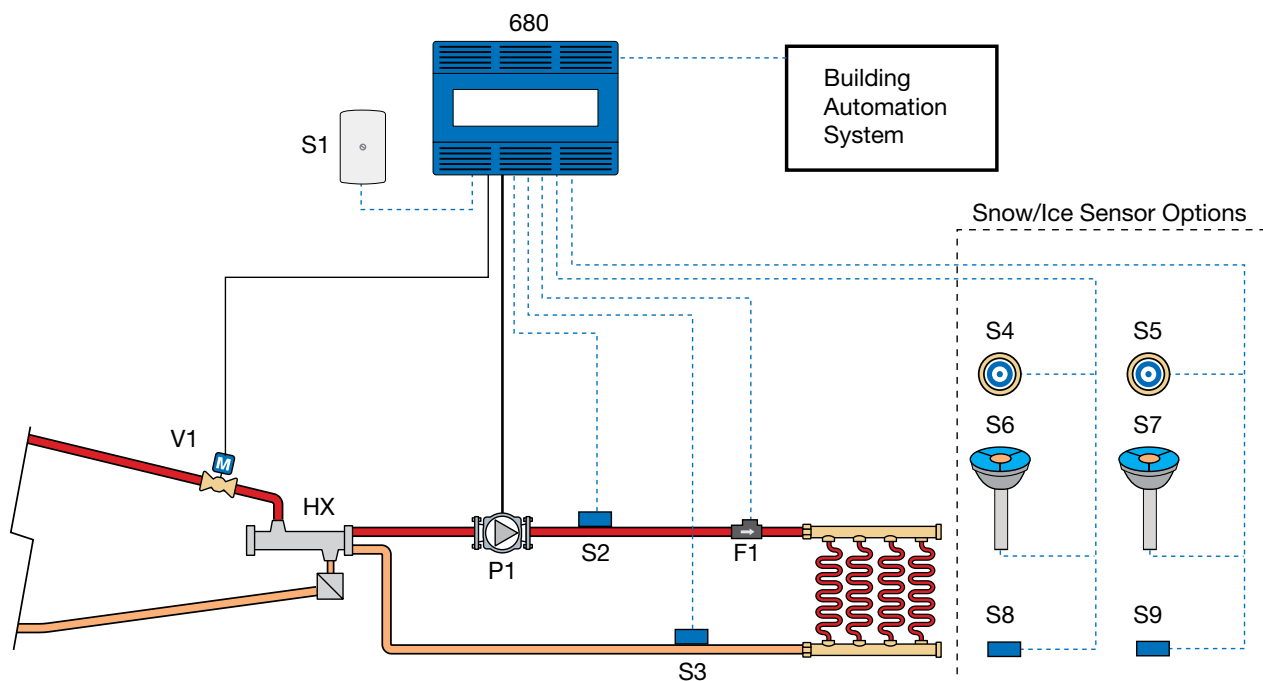 680
Building
Automation
System
S1
Snow/Ice Sensor Options
S4
S5
V1
M
S6
S7
HX
P1
S2
F1
S8
S9
S3